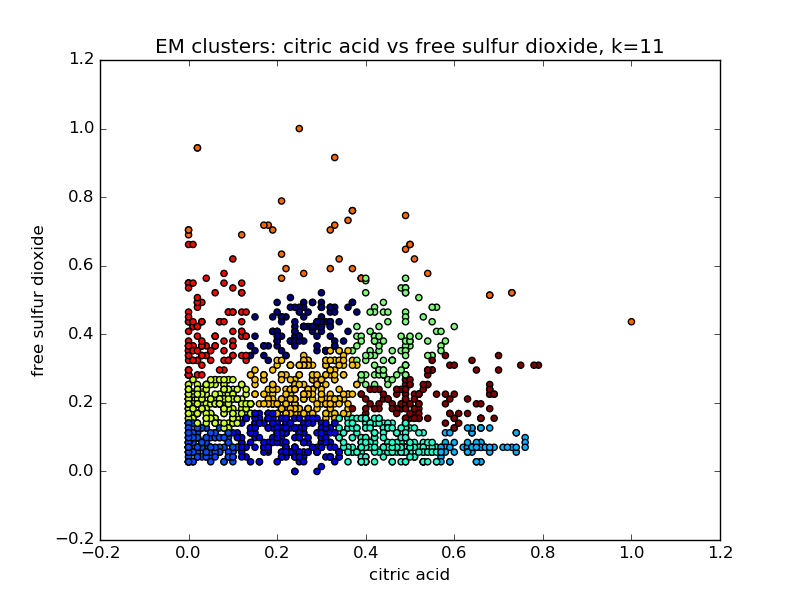 EM clusters: citric acid vs free sulfur dioxide, k=11
1.2
1.0
0.8
0.6
0.4
0.2
0.0
−0.2
free sulfur dioxide
−0.2 0.0 0.2 0.4 0.6 0.8 1.0 1.2
citric acid